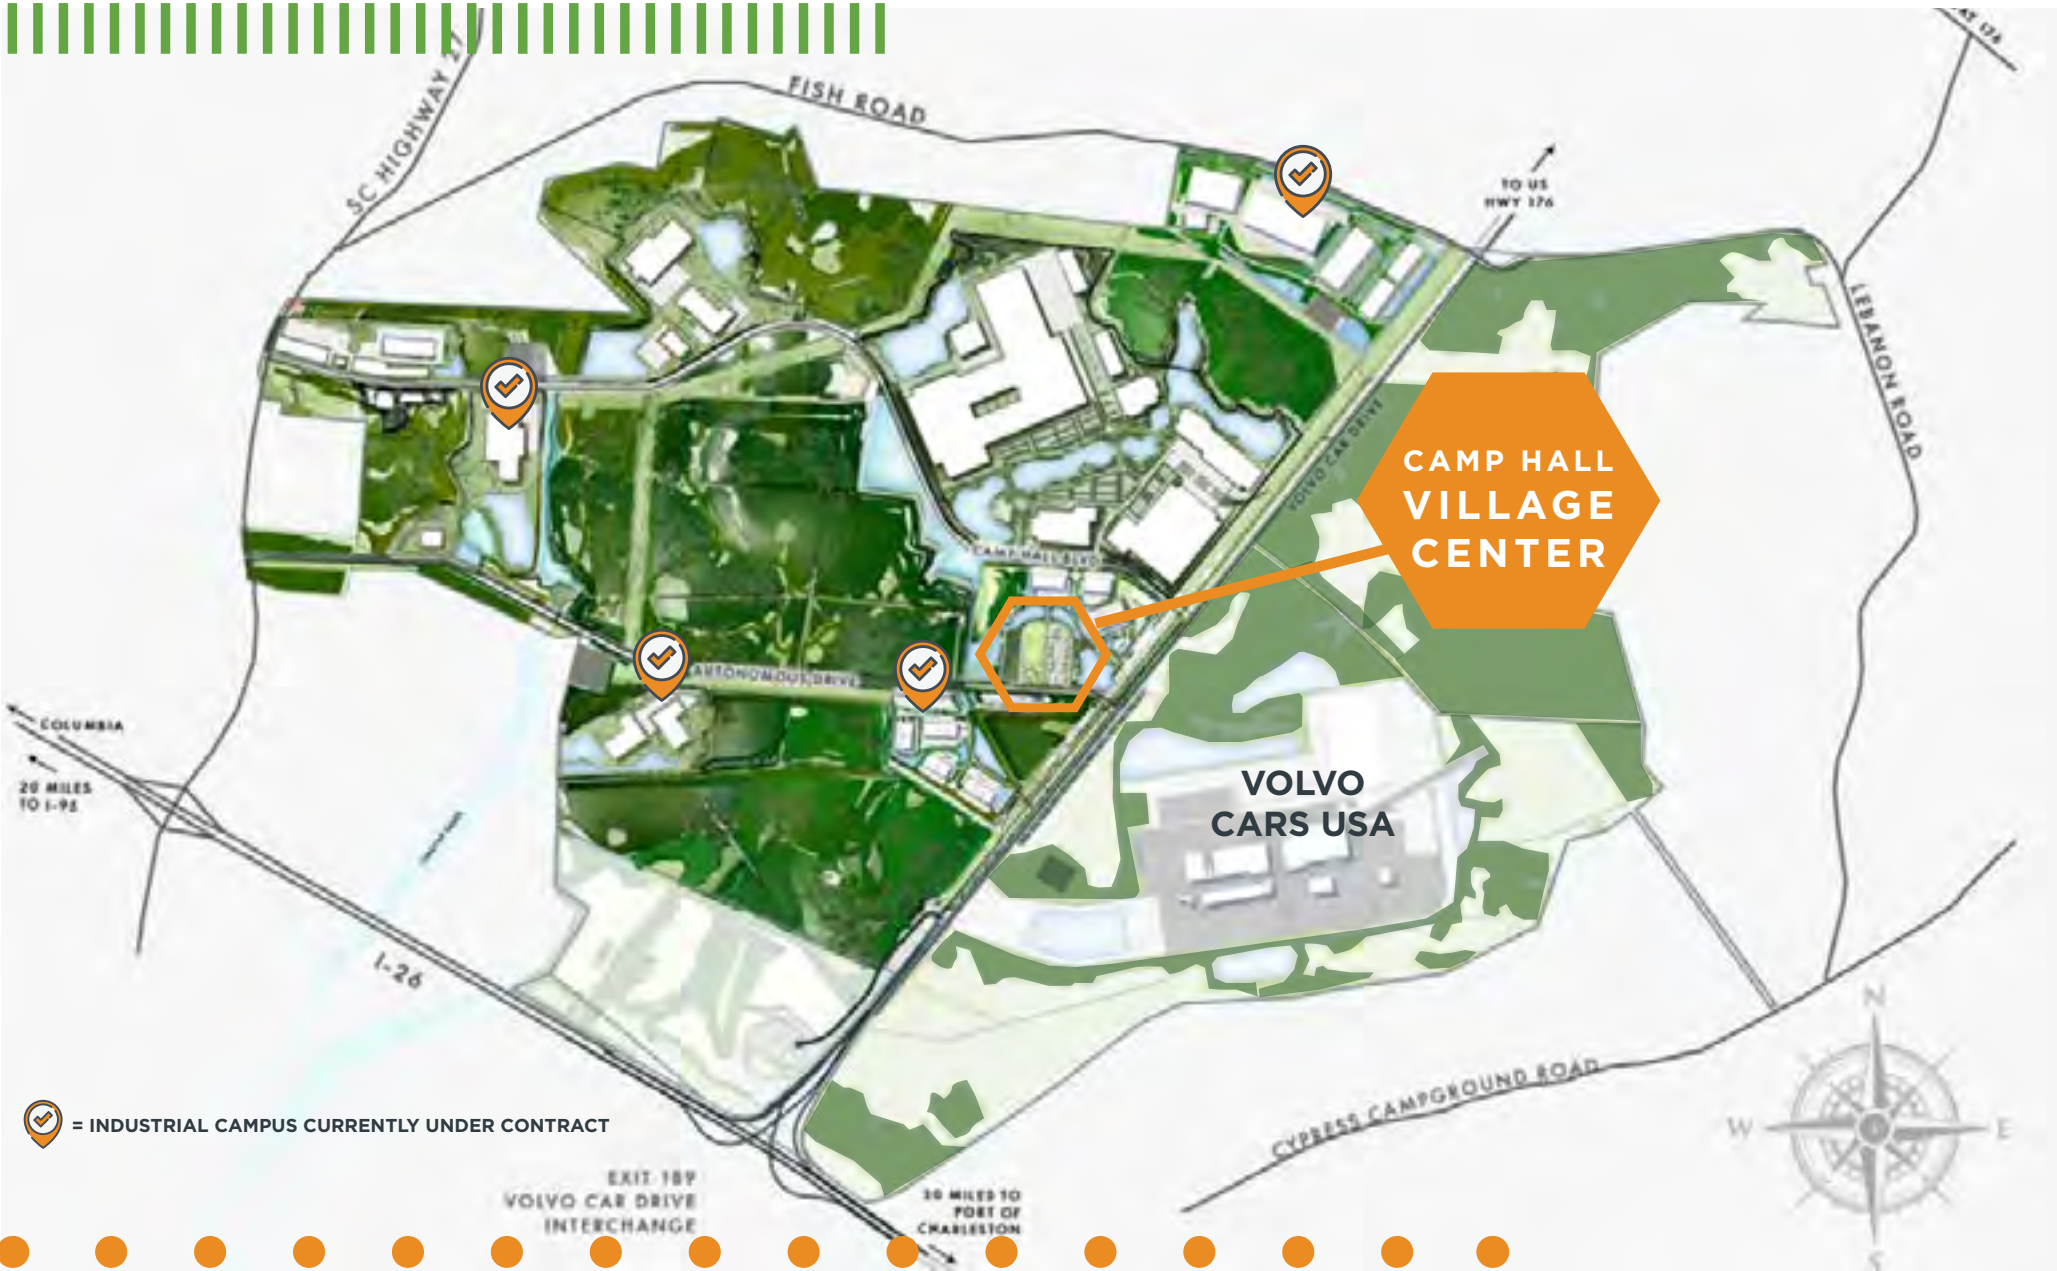 SC HIGHWAY 27
FISH ROAD
TO US
HWY 176
LEBANON ROAD
VOLVO CAR DRIVE
CAMP HALL
VILLAGE
CENTER
CAMP HALL BLVD
AUTONOMOUS DRIVE
COLUMBIA
20 MILES
TO I-95
VOLVO
CARS USA
I-26
N
W
E
S
CYPRESS CAMPGROUND ROAD
= INDUSTRIAL CAMPUS CURRENTLY UNDER CONTRACT
EXIT 189
VOLVO CAR DRIVE
INTERCHANGE
30 MILES TO
PORT OF
CHARLESTON